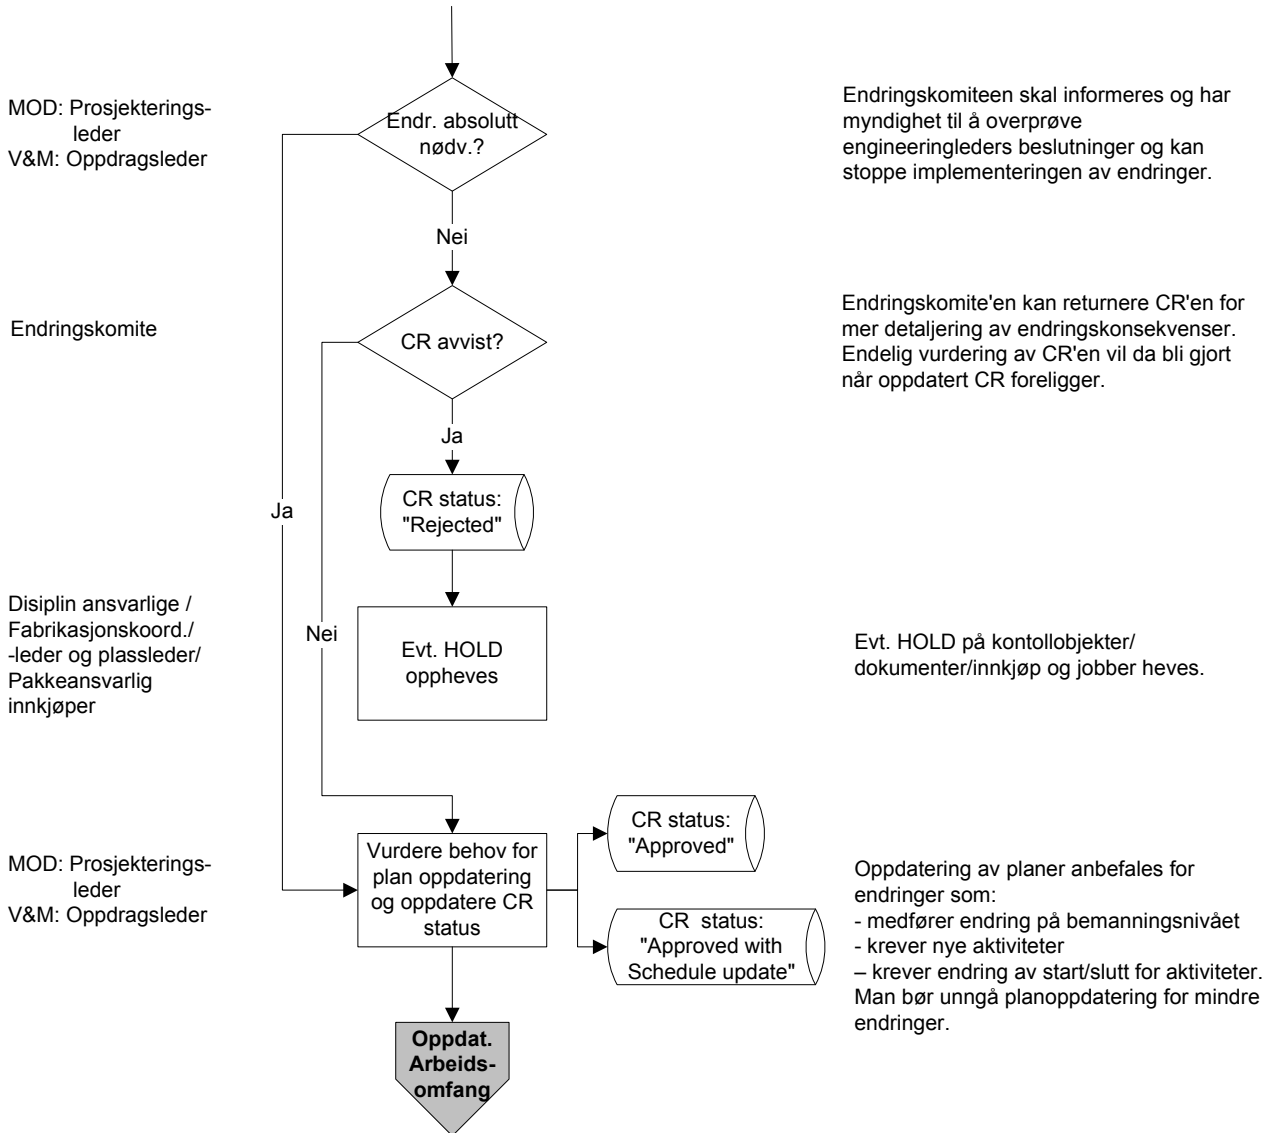 MOD: Prosjekterings-
leder
V&M: Oppdragsleder
Endr. absolutt
nødv.?
Endringskomiteen skal informeres og har
myndighet til å overprøve
engineeringleders beslutninger og kan
stoppe implementeringen av endringer.
Nei
Endringskomite
CR avvist?
Endringskomite'en kan returnere CR'en for
mer detaljering av endringskonsekvenser.
Endelig vurdering av CR'en vil da bli gjort
når oppdatert CR foreligger.
Ja
CR status:
"Rejected"
Ja
Disiplin ansvarlige /
Fabrikasjonskoord./
-leder og plassleder/
Pakkeansvarlig
innkjøper
Nei
Evt. HOLD
oppheves
Evt. HOLD på kontollobjekter/
dokumenter/innkjøp og jobber heves.
MOD: Prosjekterings-
leder
V&M: Oppdragsleder
Vurdere behov for
plan oppdatering
og oppdatere CR
status
CR status:
"Approved"
CR status:
"Approved with
Schedule update"
Oppdatering av planer anbefales for
endringer som:
- medfører endring på bemanningsnivået
- krever nye aktiviteter
– krever endring av start/slutt for aktiviteter.
Man bør unngå planoppdatering for mindre
endringer.
Oppdat.
Arbeids-
omfang